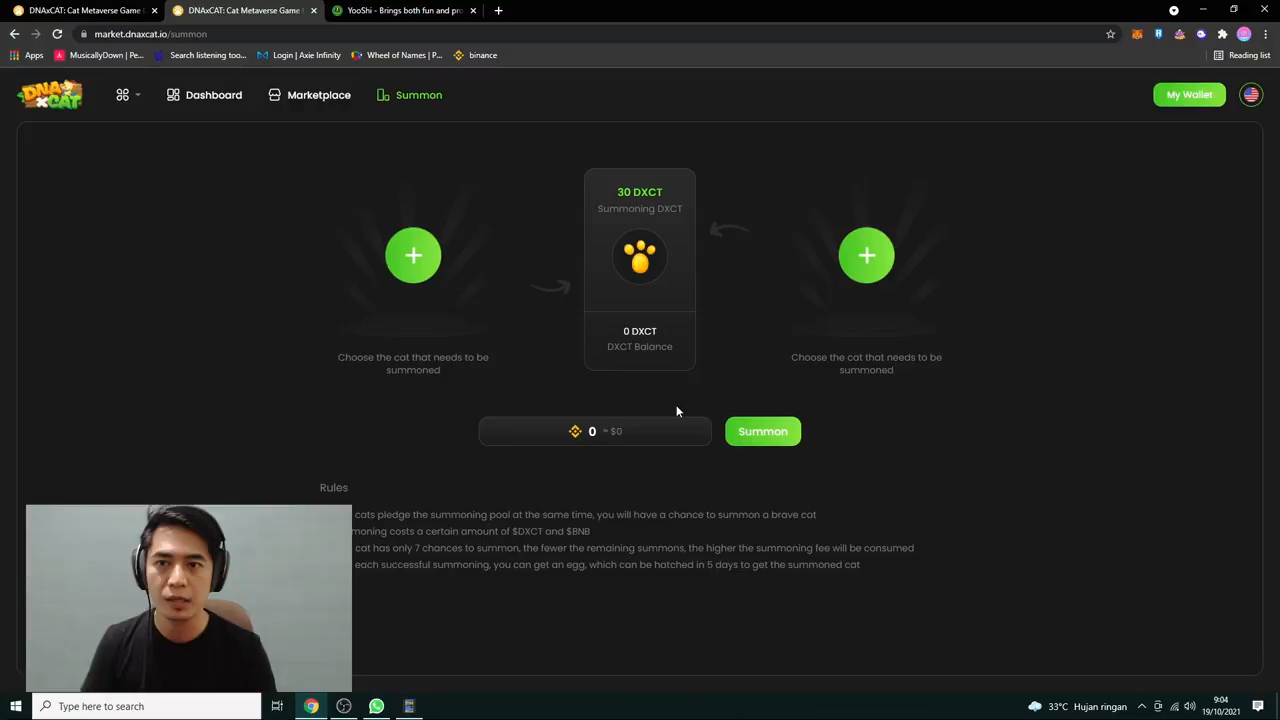 DNAxCAT: Cat Metaverse Game
DNAxCAT: Cat Metaverse Game
YooShi - Brings both fun and pro
market.dnaxcat.io/summon
Apps
MusicallyDown | Pe...
Search listening too...
Login | Axie Infinity
Wheel of Names | P...
binance
Reading list
DNA
x CAT
Dashboard
Marketplace
Summon
My Wallet
30 DXCT
Summoning DXCT
0 DXCT
DXCT Balance
Choose the cat that needs to be
summoned
Choose the cat that needs to be
summoned
0 ≈ $0
Summon
Rules
cats pledge the summoning pool at the same time, you will have a chance to summon a brave cat
moning costs a certain amount of $DXCT and $BNB
cat has only 7 chances to summon, the fewer the remaining summons, the higher the summoning fee will be consumed
each successful summoning, you can get an egg, which can be hatched in 5 days to get the summoned cat
Type here to search
33°C Hujan ringan
9:04
19/10/2021